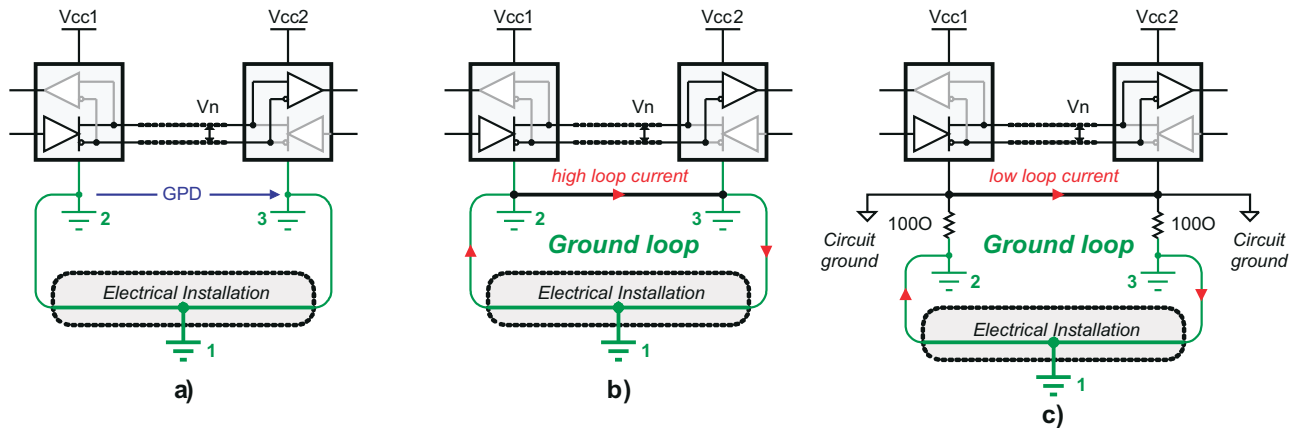 Vcc1
Vcc2
Vn
GPD
2
3
Electrical Installation
1
a)
Vcc1
Vcc2
Vn
high loop current
2
3
Ground loop
Electrical Installation
1
b)
Vcc1
Vcc2
Vn
low loop current
100O
100O
Circuit
ground
Ground loop
Circuit
ground
2
3
Electrical Installation
1
c)